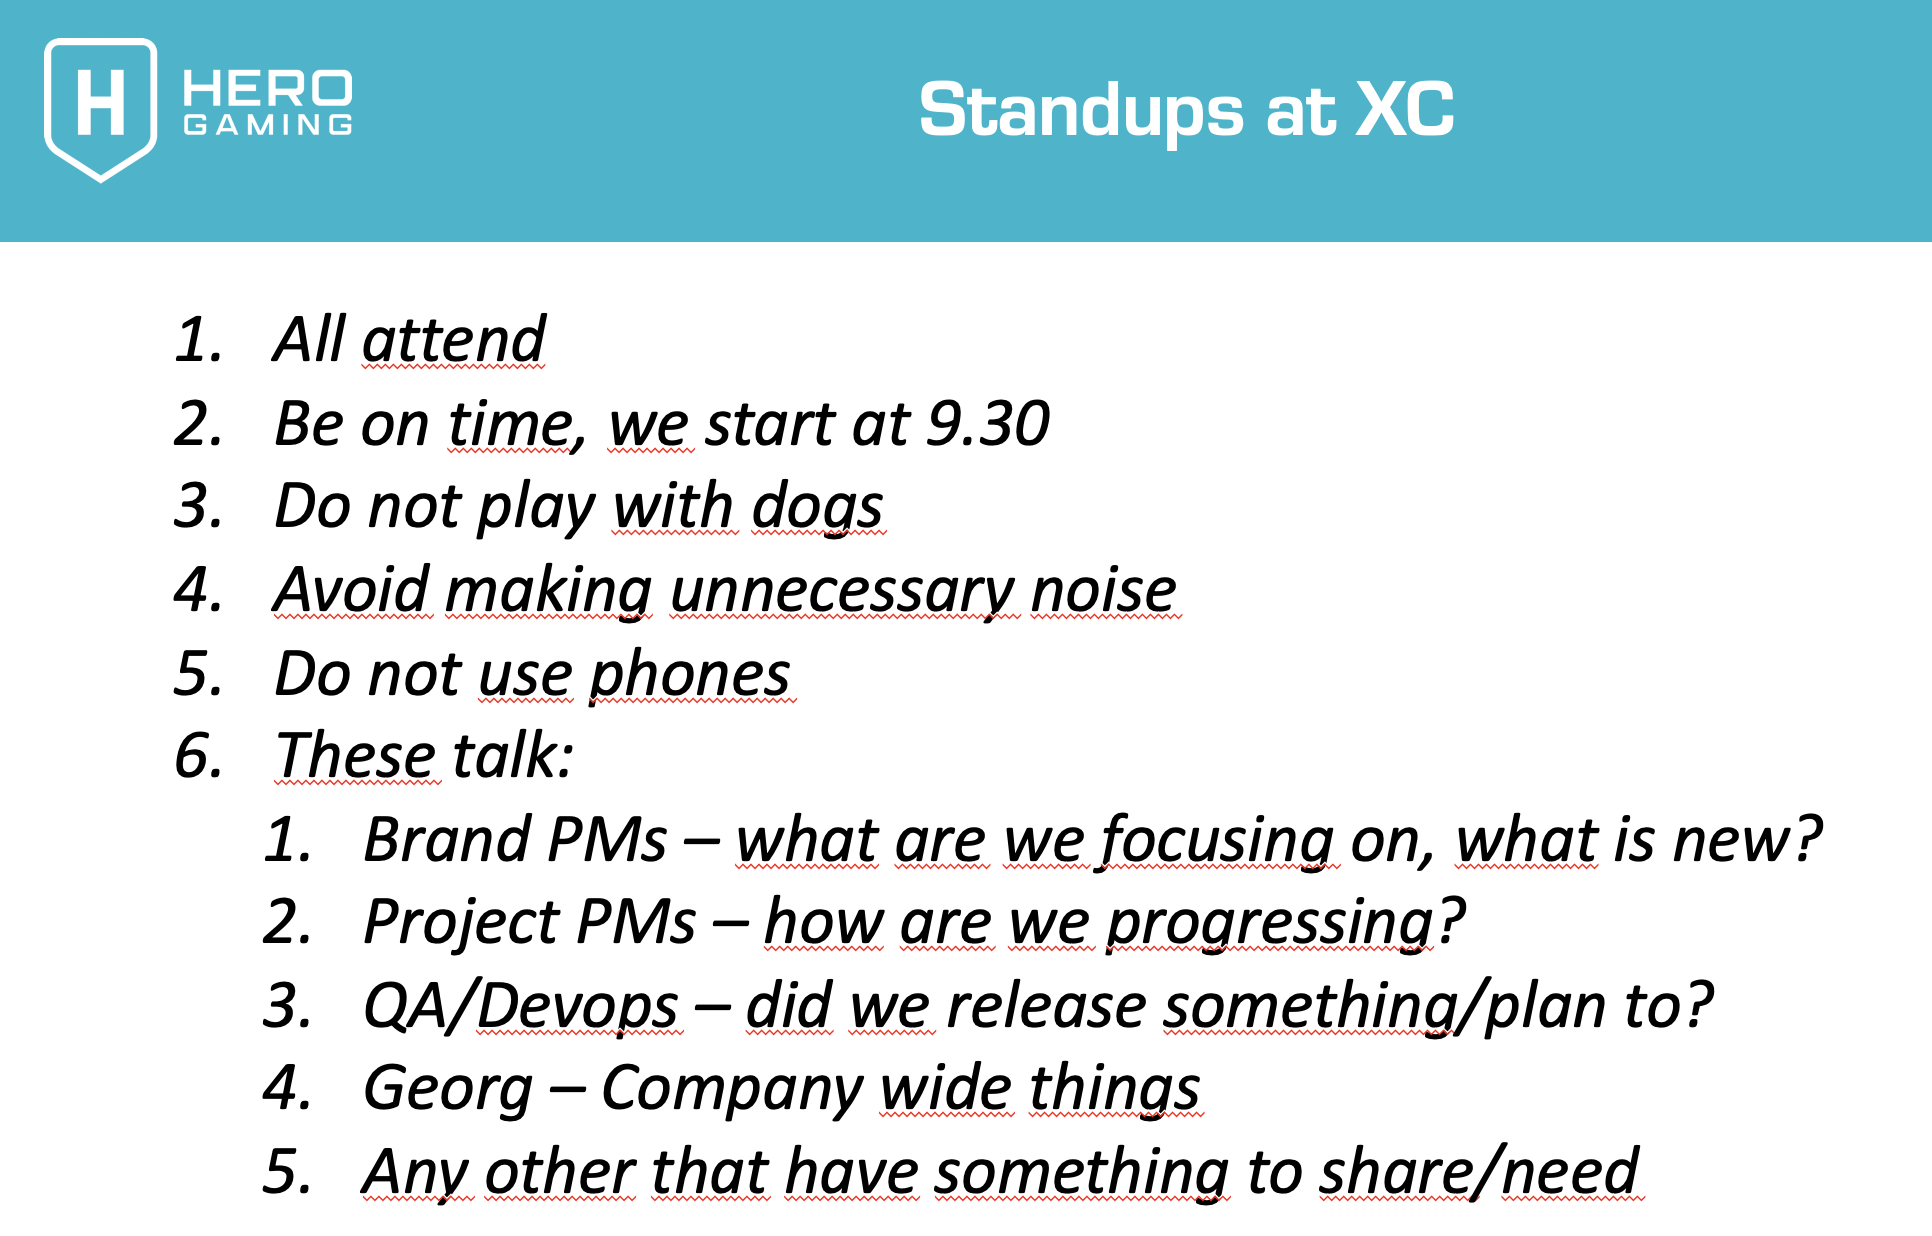 H HERO
GAMING
Standups at XC
1. All attend
2. Be on time, we start at 9.30
3. Do not play with dogs
4. Avoid making unnecessary noise
5. Do not use phones
6. These talk:
1. Brand PMs – what are we focusing on, what is new?
2. Project PMs – how are we progressing?
3. QA/Devops – did we release something/plan to?
4. Georg – Company wide things
5. Any other that have something to share/need